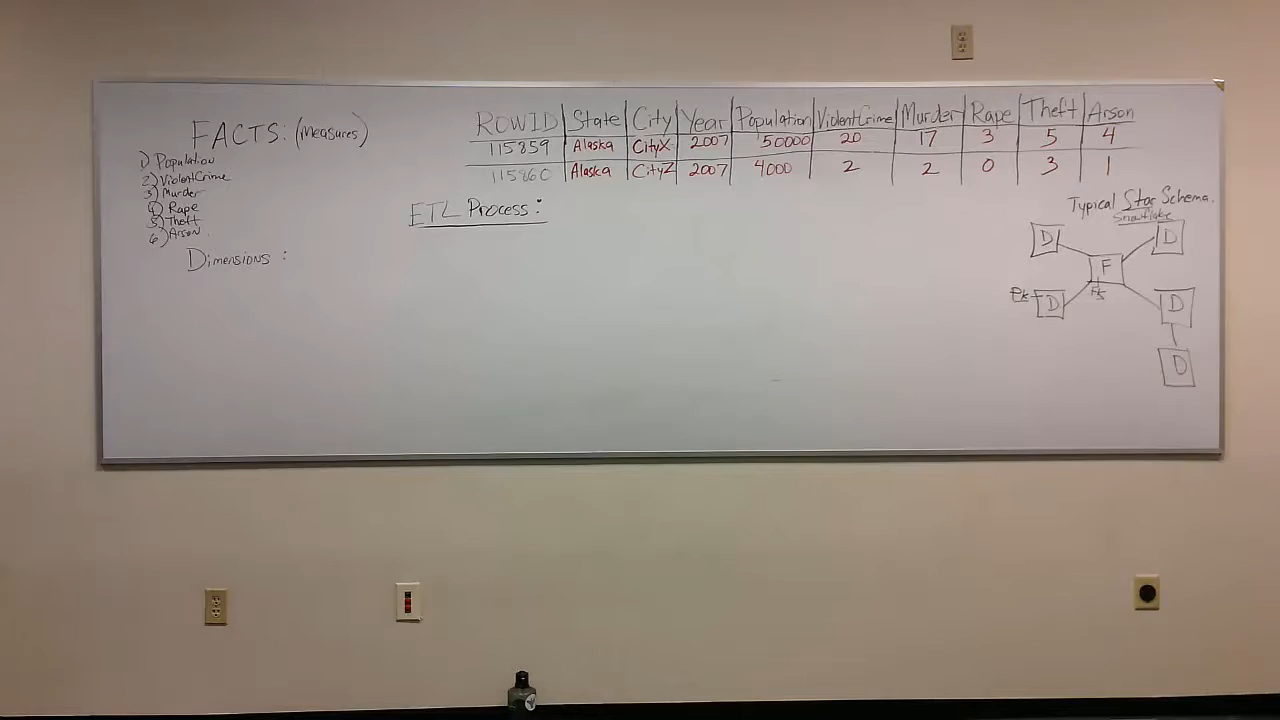 FACTS: (Measures)
1) Population
2) ViolentCrime
3) Murder
4) Rape
5) Theft
6) Arson
Dimensions :
ROWID State City Year Population ViolentCrime Murder Rape Theft Arson
115859 Alaska CityX 2007 50000 20 17 3 5 4
115860 Alaska CityZ 2007 4000 2 2 0 3 1
ETL Process :
Typical Star Schema.
Snowflake
D D
F
PK D FK D
D